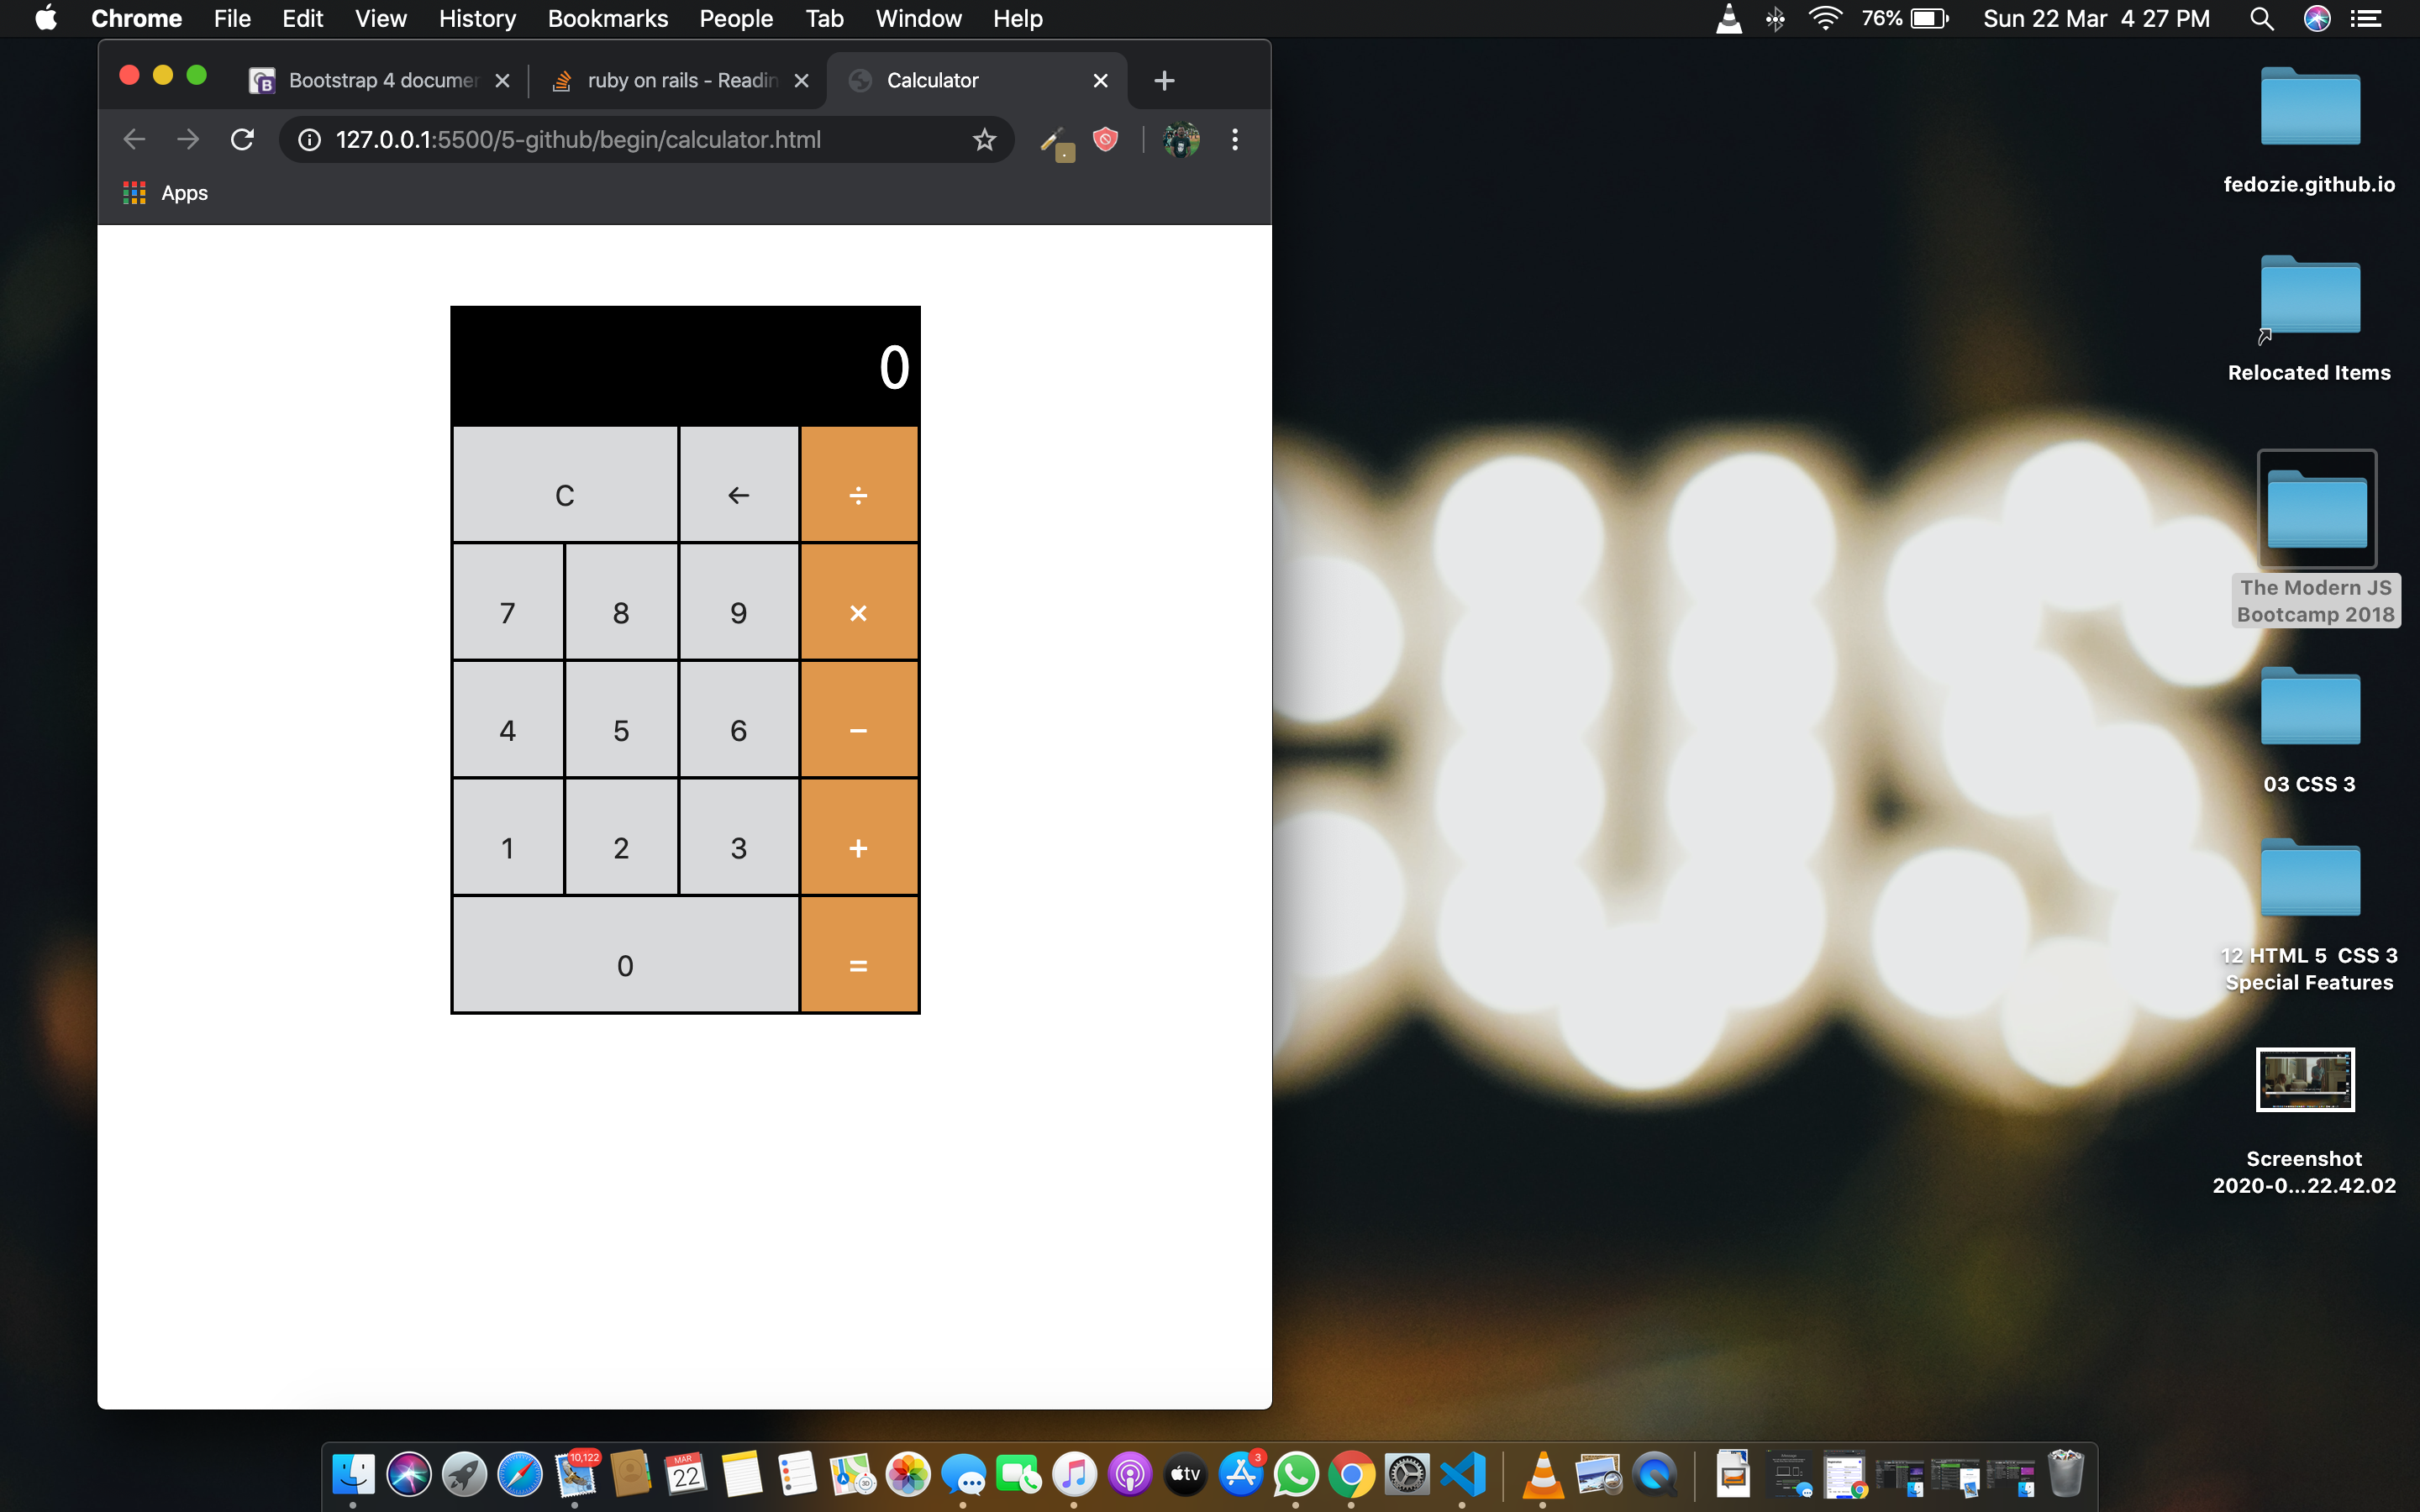 Chrome File Edit View History Bookmarks People Tab Window Help 76% Sun 22 Mar 4 27 PM
Bootstrap 4 documen ruby on rails - Readin Calculator
127.0.0.1:5500/5-github/begin/calculator.html
Apps
0
C ← ÷
7 8 9 ×
4 5 6 −
1 2 3 +
0 =
fedozie.github.io
Relocated Items
The Modern JS
Bootcamp 2018
03 CSS 3
12 HTML 5 CSS 3
Special Features
Screenshot
2020-0...22.42.02
US
10,122 MAR 22 tv 3